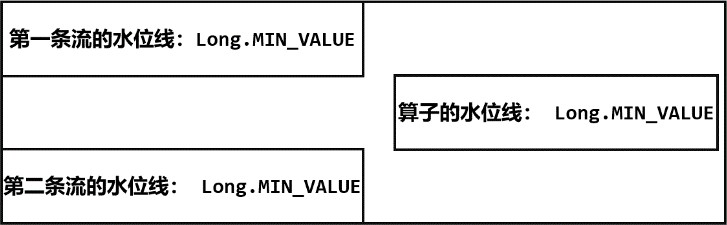 第一条流的水位线：Long.MIN_VALUE
算子的水位线： Long.MIN_VALUE
第二条流的水位线： Long.MIN_VALUE